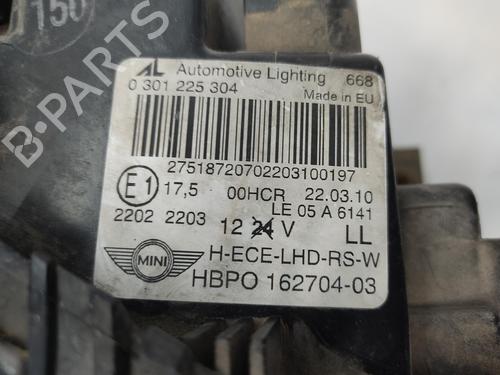 150
AL Automotive Lighting 668
0 301 225 304 Made in EU
27518720702203100197
E1 17,5 00HCR 22.03.10
LE 05 A 6141
2202 2203 12 24 V LL
MINI H-ECE-LHD-RS-W
HBPO 162704-03
B-PARTS